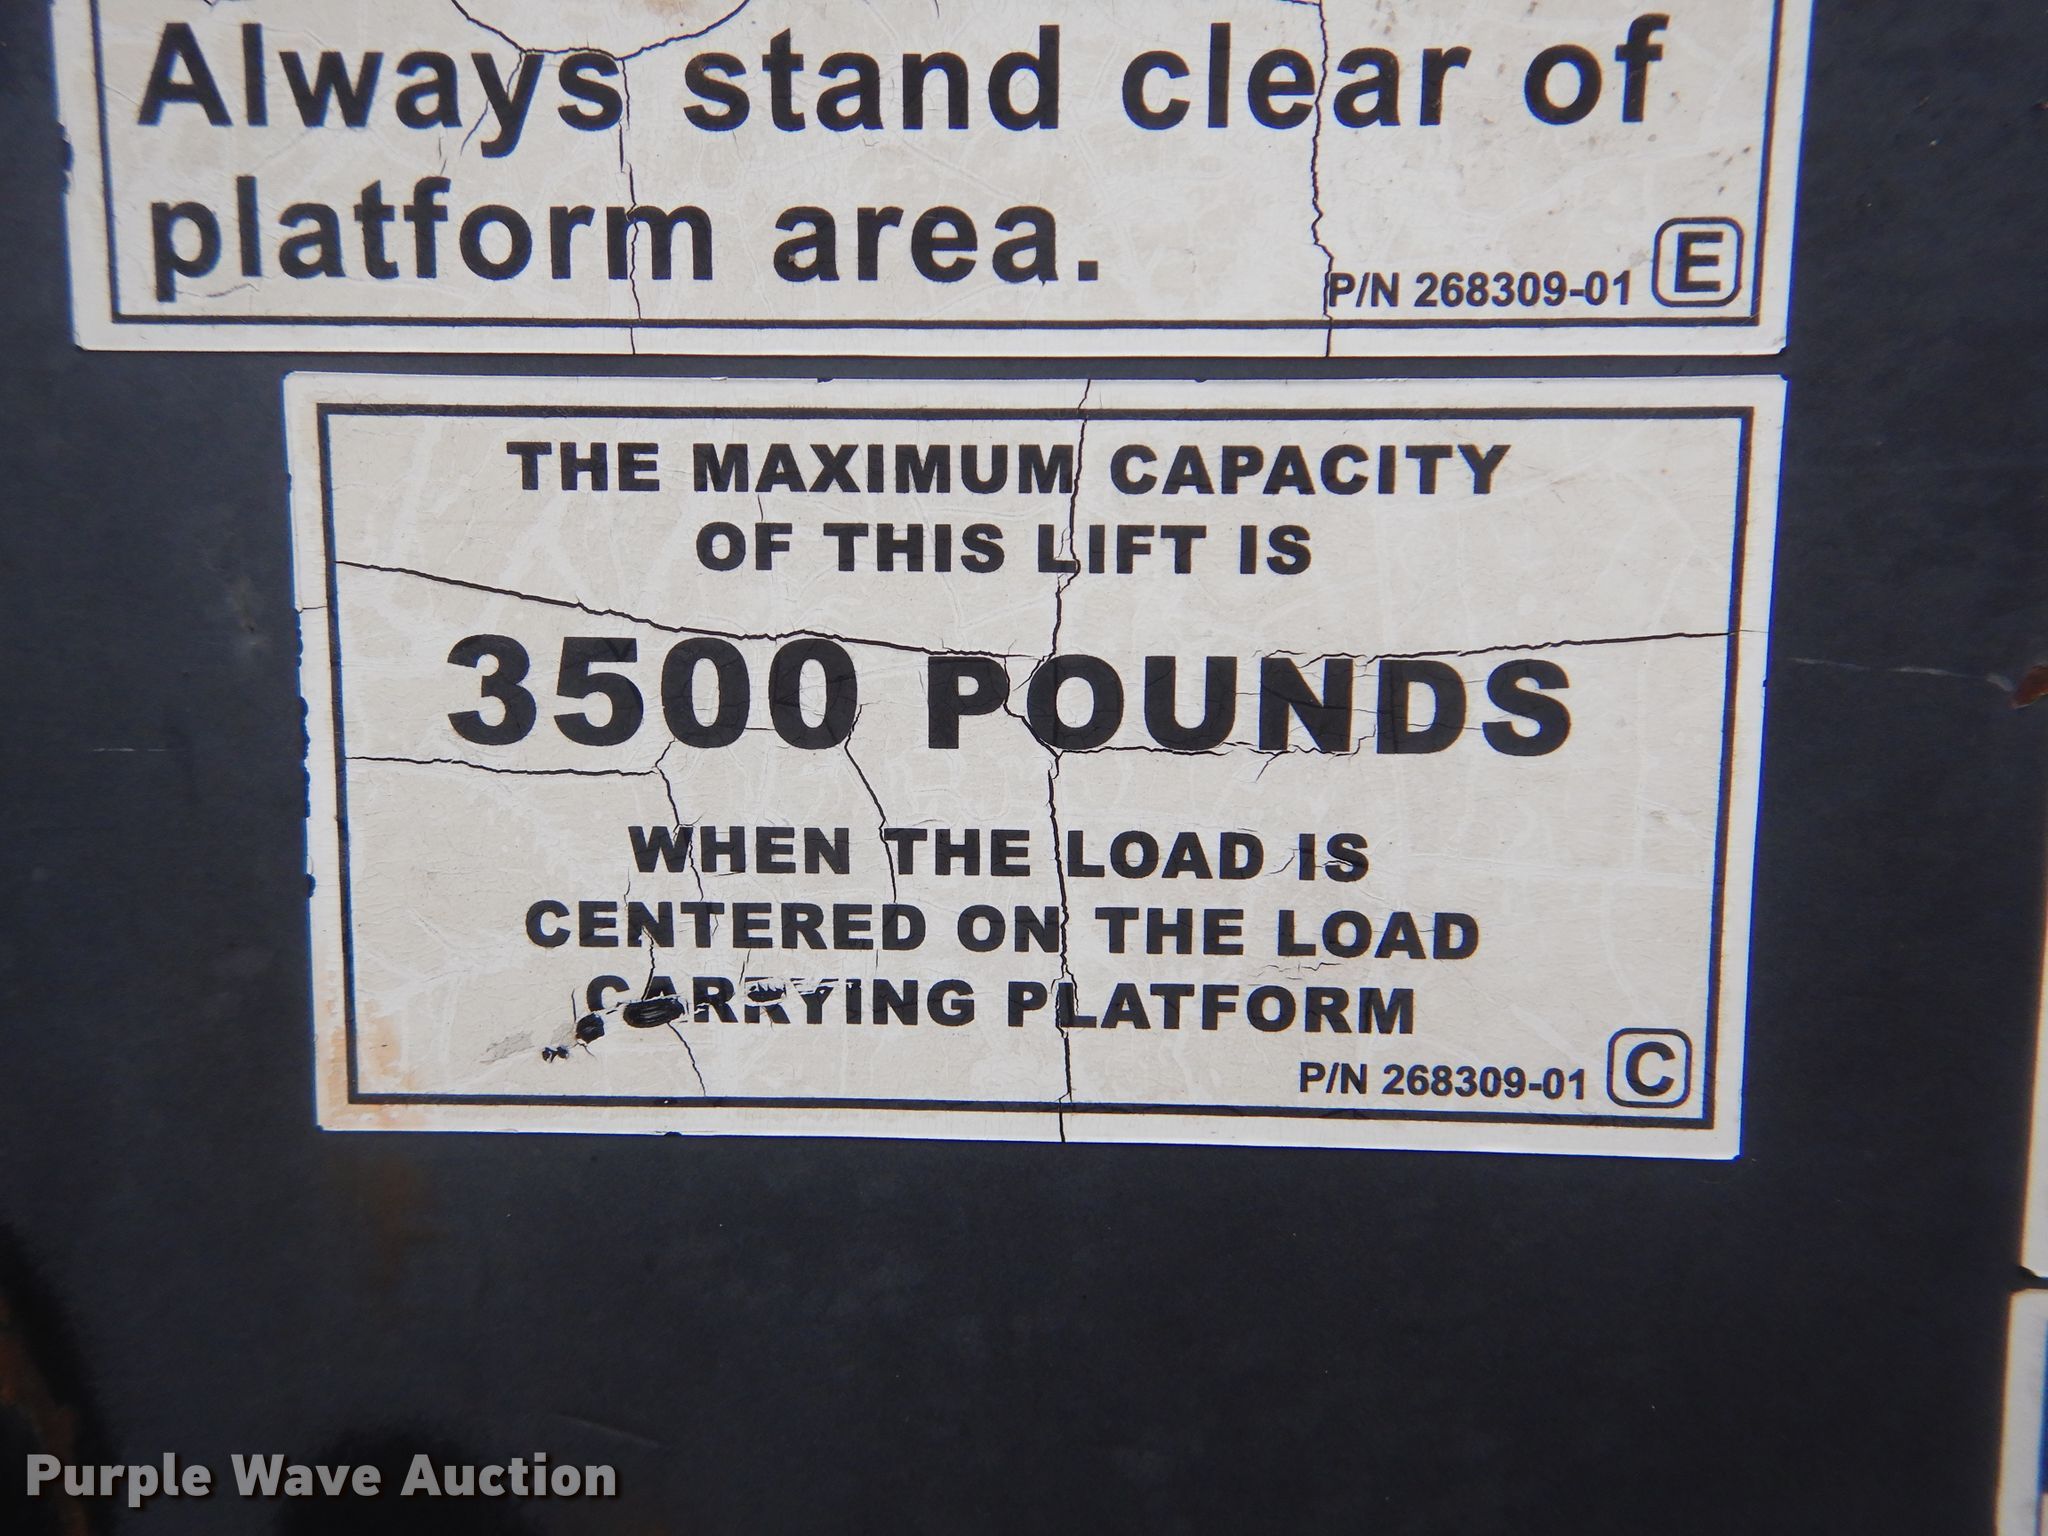 Always stand clear of
platform area.
P/N 268309-01 E
THE MAXIMUM CAPACITY
OF THIS LIFT IS
3500 POUNDS
WHEN THE LOAD IS
CENTERED ON THE LOAD
CARRYING PLATFORM
P/N 268309-01 C
Purple Wave Auction